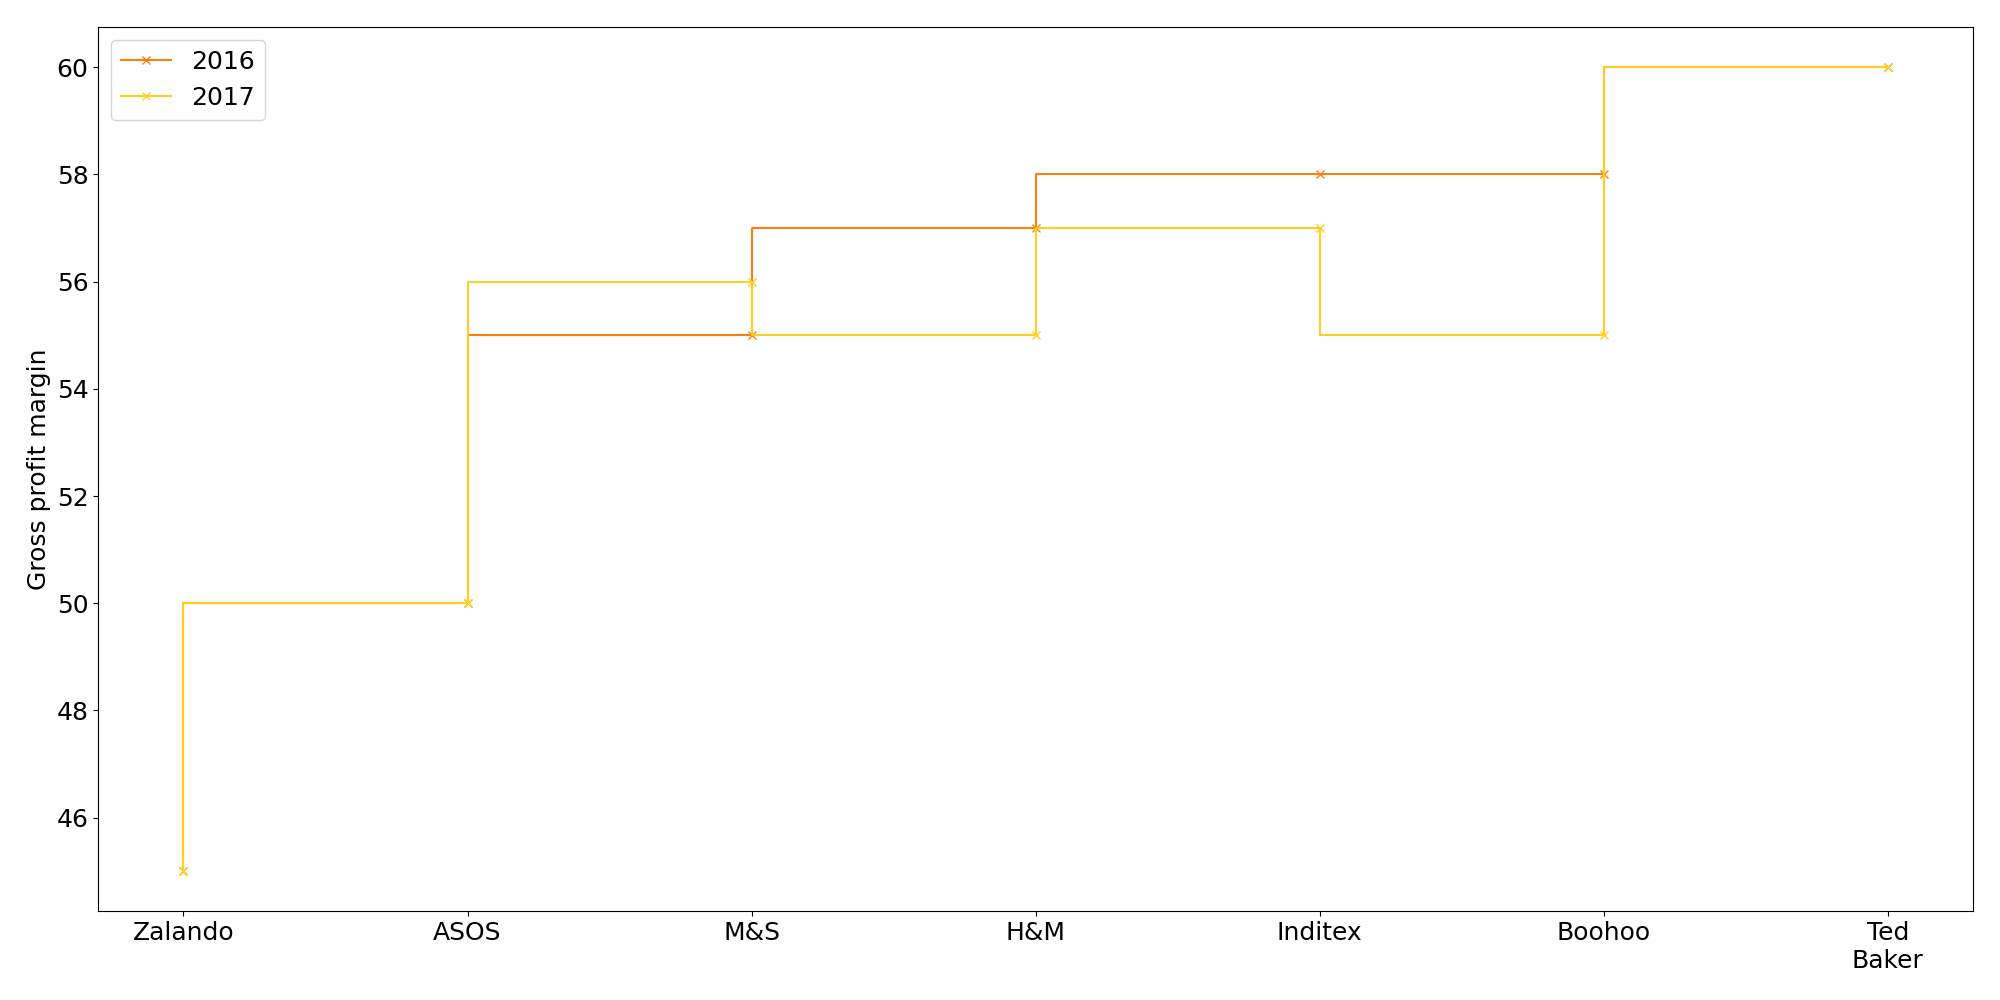 2016
2017
60
58
56
54
52
50
48
46
Gross profit margin
Zalando
ASOS
M&S
H&M
Inditex
Boohoo
Ted
Baker